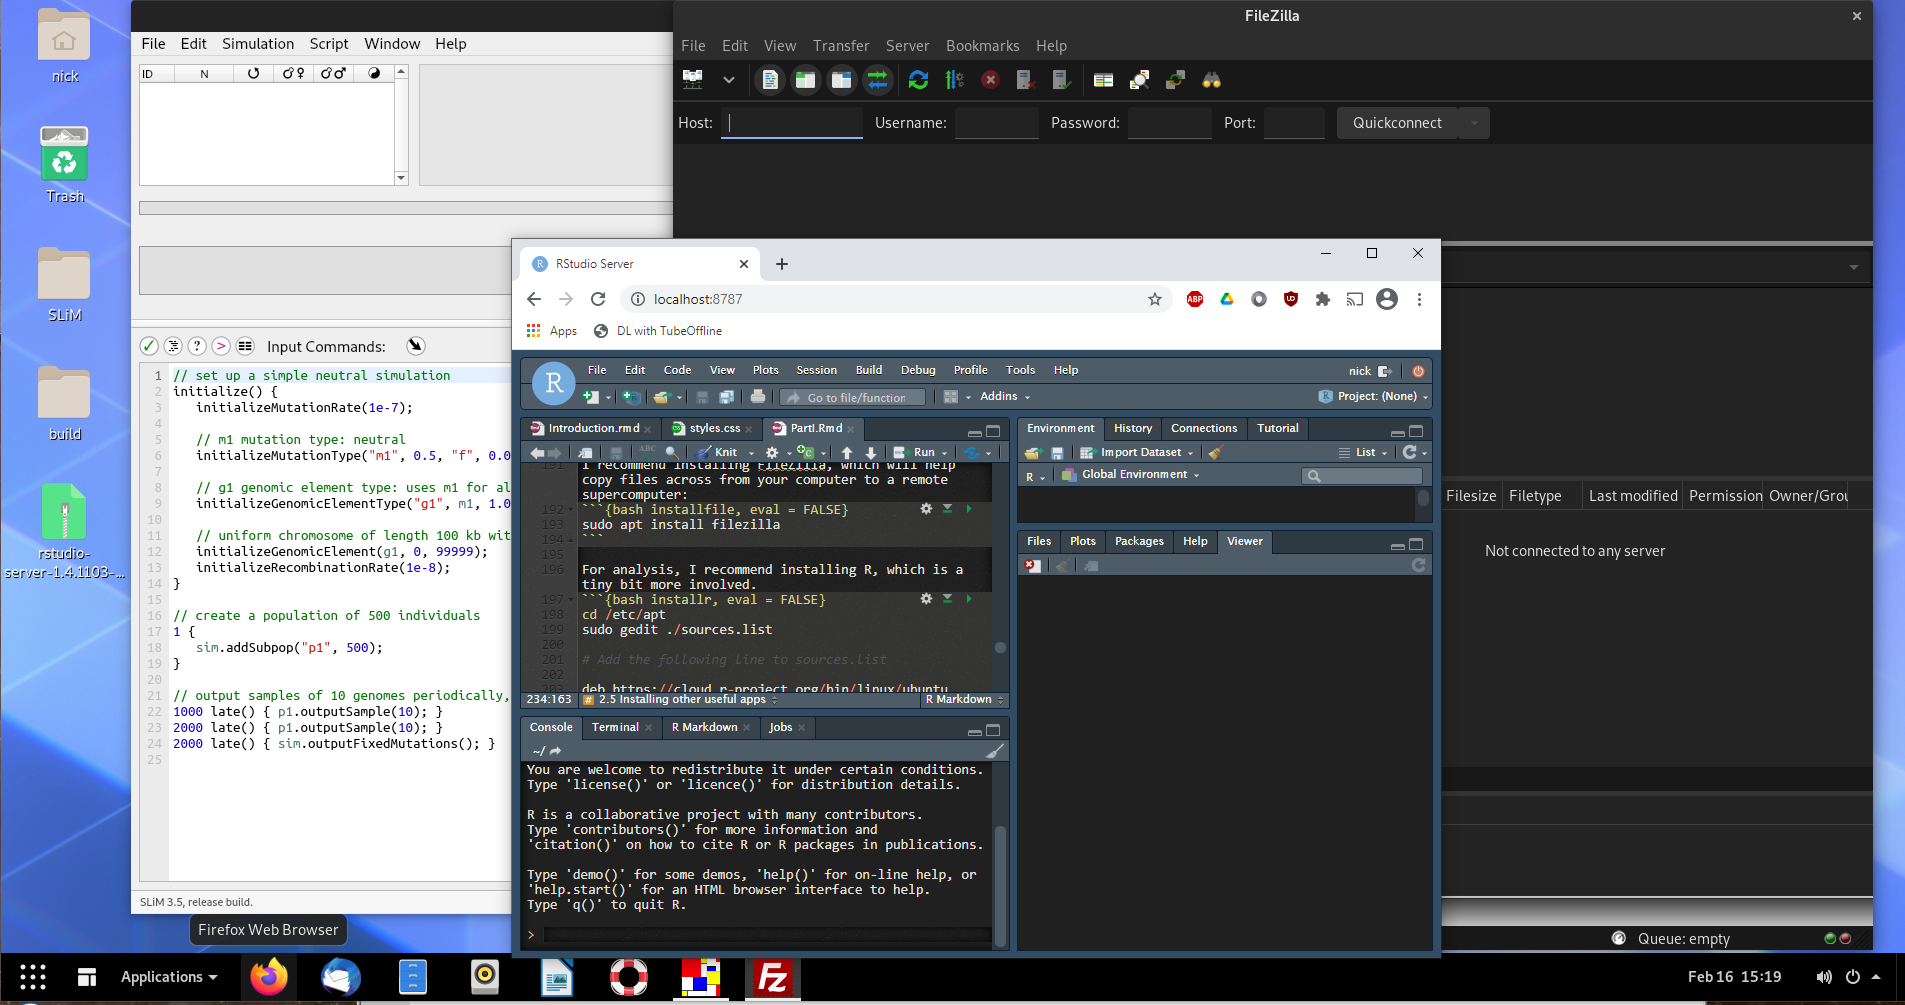 nick
Trash
SLiM
build
rstudio-
server-1.4.1103-...
File Edit Simulation Script Window Help
ID N
Input Commands:
1 // set up a simple neutral simulation
2 initialize() {
3 initializeMutationRate(1e-7);
4
5 // m1 mutation type: neutral
6 initializeMutationType("m1", 0.5, "f", 0.0
7
8 // g1 genomic element type: uses m1 for al
9 initializeGenomicElementType("g1", m1, 1.0
10
11 // uniform chromosome of length 100 kb wit
12 initializeGenomicElement(g1, 0, 99999);
13 initializeRecombinationRate(1e-8);
14 }
15
16 // create a population of 500 individuals
17 1 {
18 sim.addSubpop("p1", 500);
19 }
20
21 // output samples of 10 genomes periodically,
22 1000 late() { p1.outputSample(10); }
23 2000 late() { p1.outputSample(10); }
24 2000 late() { sim.outputFixedMutations(); }
25
SLiM 3.5, release build.
Firefox Web Browser
FileZilla
File Edit View Transfer Server Bookmarks Help
Host: Username: Password: Port: Quickconnect
Filesize Filetype Last modified Permission Owner/Grou
Not connected to any server
Queue: empty
RStudio Server
localhost:8787
ABP
Apps DL with TubeOffline
R
File Edit Code View Plots Session Build Debug Profile Tools Help
nick
Go to file/function Addins Project: (None)
Introduction.rmd styles.css PartI.Rmd
ABC Knit Run
191 I recommend installing FileZilla, which will help
copy files across from your computer to a remote
supercomputer:
192 ```{bash installfile, eval = FALSE}
193 sudo apt install filezilla
194 ```
195
196 For analysis, I recommend installing R, which is a
tiny bit more involved.
197 ```{bash installr, eval = FALSE}
198 cd /etc/apt
199 sudo gedit ./sources.list
200
201 # Add the following line to sources.list
202
203 deb https://cloud.r-project.org/bin/linux/ubuntu
234:163 # 2.5 Installing other useful apps R Markdown
Console Terminal R Markdown Jobs
~/
You are welcome to redistribute it under certain conditions.
Type 'license()' or 'licence()' for distribution details.
R is a collaborative project with many contributors.
Type 'contributors()' for more information and
'citation()' on how to cite R or R packages in publications.
Type 'demo()' for some demos, 'help()' for on-line help, or
'help.start()' for an HTML browser interface to help.
Type 'q()' to quit R.
>
Environment History Connections Tutorial
Import Dataset List
R Global Environment
Files Plots Packages Help Viewer
Applications
Fz
Feb 16 15:19